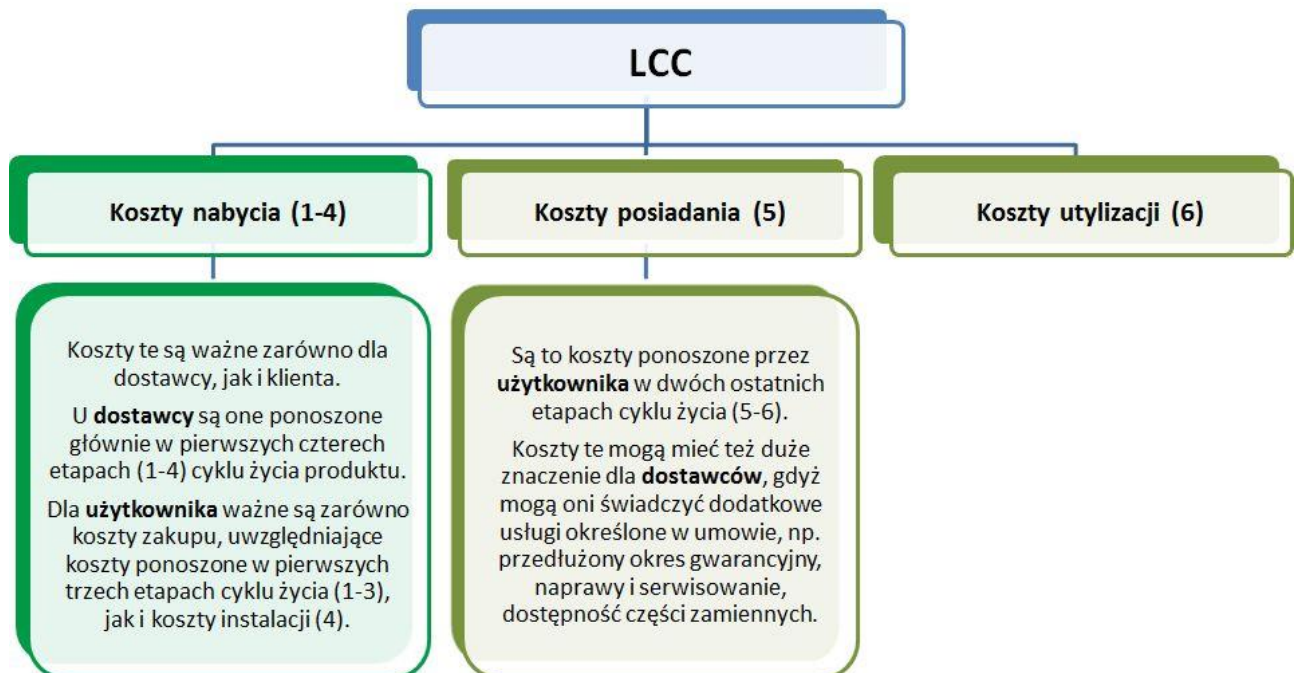 LCC
Koszty nabycia (1-4)
Koszty posiadania (5)
Koszty utylizacji (6)
Koszty te są ważne zarówno dla
dostawcy, jak i klienta.
U dostawcy są one ponoszone
głównie w pierwszych czterech
etapach (1-4) cyklu życia produktu.
Dla użytkownika ważne są zarówno
koszty zakupu, uwzględniające
koszty ponoszone w pierwszych
trzech etapach cyklu życia (1-3),
jak i koszty instalacji (4).
Są to koszty ponoszone przez
użytkownika w dwóch ostatnich
etapach cyklu życia (5-6).
Koszty te mogą mieć też duże
znaczenie dla dostawców, gdyż
mogą oni świadczyć dodatkowe
usługi określone w umowie, np.
przedłużony okres gwarancyjny,
naprawy i serwisowanie,
dostępność części zamiennych.